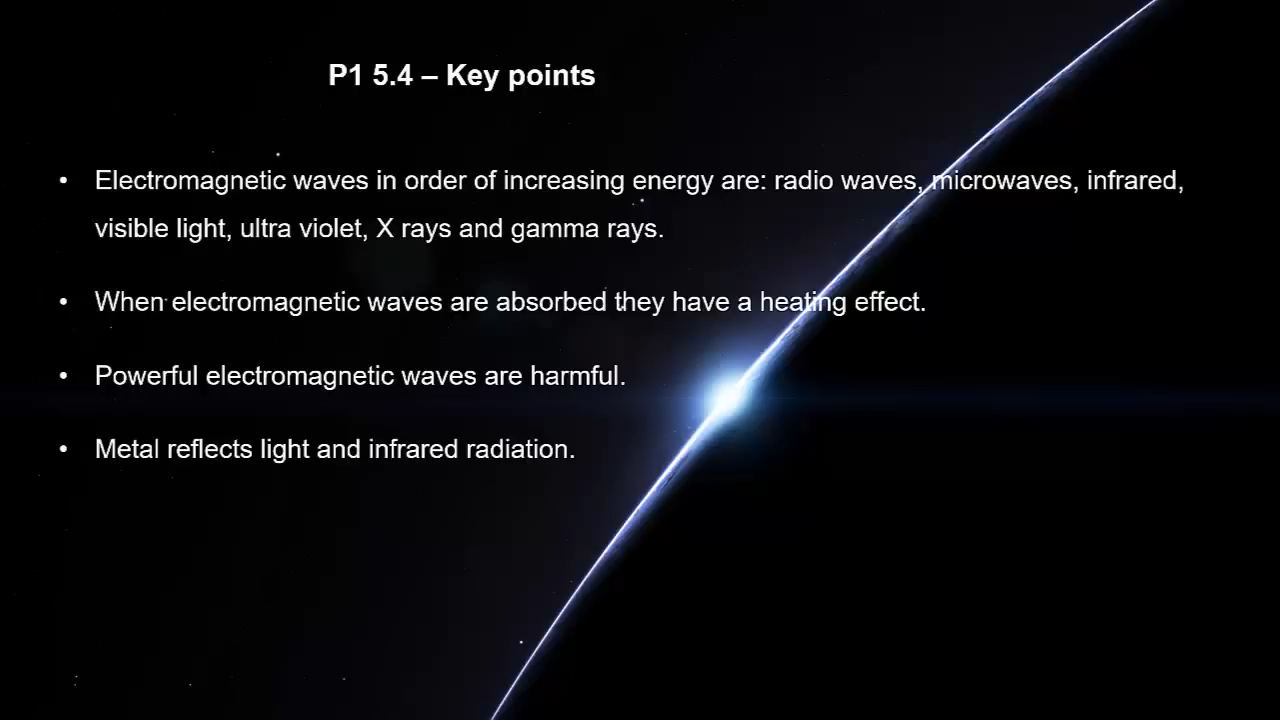 P1 5.4 – Key points
• Electromagnetic waves in order of increasing energy are: radio waves, microwaves, infrared,
visible light, ultra violet, X rays and gamma rays.
• When electromagnetic waves are absorbed they have a heating effect.
• Powerful electromagnetic waves are harmful.
• Metal reflects light and infrared radiation.